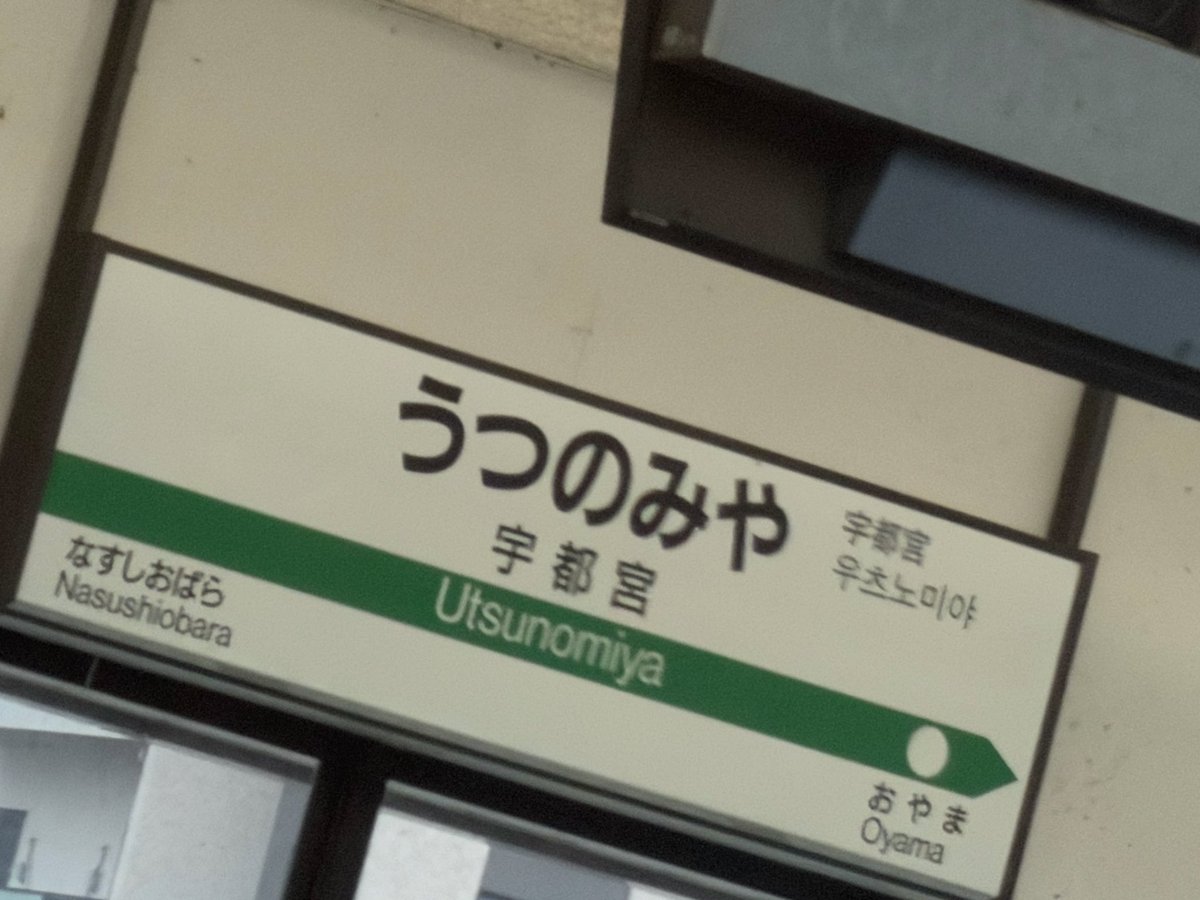 うつのみや
宇都宮
宇都宮
우츠노미야
Utsunomiya
なすしおばら
Nasushiobara
おやま
Oyama